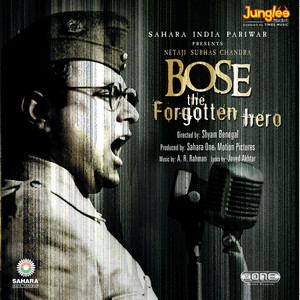 Junglee
SAHARA INDIA PARIWAR
PRESENTS
NETAJI SUBHAS CHANDRA
BOSE
the
Forgotten hero
Directed by: Shyam Benegal
Produced by: Sahara One Motion Pictures
Music by: A. R. Rahman Lyrics by: Javed Akhtar
SAHARA
one